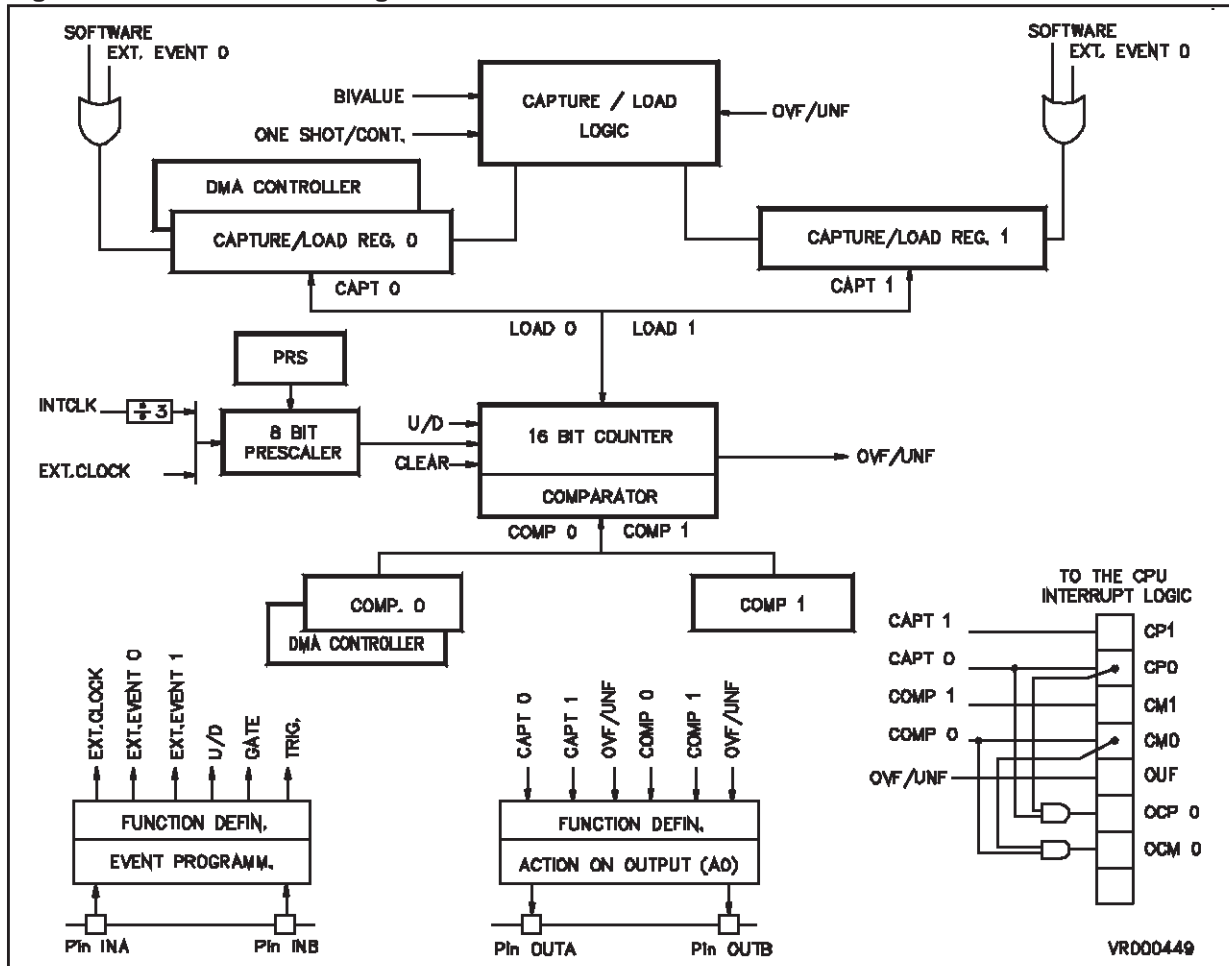 SOFTWARE
EXT. EVENT 0
SOFTWARE
EXT. EVENT 0
BIVALUE
ONE SHOT/CONT.
CAPTURE / LOAD
LOGIC
OVF/UNF
DMA CONTROLLER
CAPTURE/LOAD REG. 0
CAPTURE/LOAD REG. 1
CAPT 0
CAPT 1
LOAD 0
LOAD 1
PRS
INTCLK
÷ 3
EXT.CLOCK
8 BIT
PRESCALER
U/D
CLEAR
16 BIT COUNTER
COMPARATOR
OVF/UNF
COMP 0
COMP 1
COMP. 0
DMA CONTROLLER
COMP 1
TO THE CPU
INTERRUPT LOGIC
CAPT 1
CP1
CAPT 0
CP0
COMP 1
CM1
COMP 0
CM0
OVF/UNF
OUF
OCP 0
OCM 0
EXT.CLOCK
EXT.EVENT 0
EXT.EVENT 1
U/D
GATE
TRIG.
FUNCTION DEFIN.
EVENT PROGRAMM.
Pin INA
Pin INB
CAPT 0
CAPT 1
OVF/UNF
COMP 0
COMP 1
OVF/UNF
FUNCTION DEFIN.
ACTION ON OUTPUT (AO)
Pin OUTA
Pin OUTB
VR000449